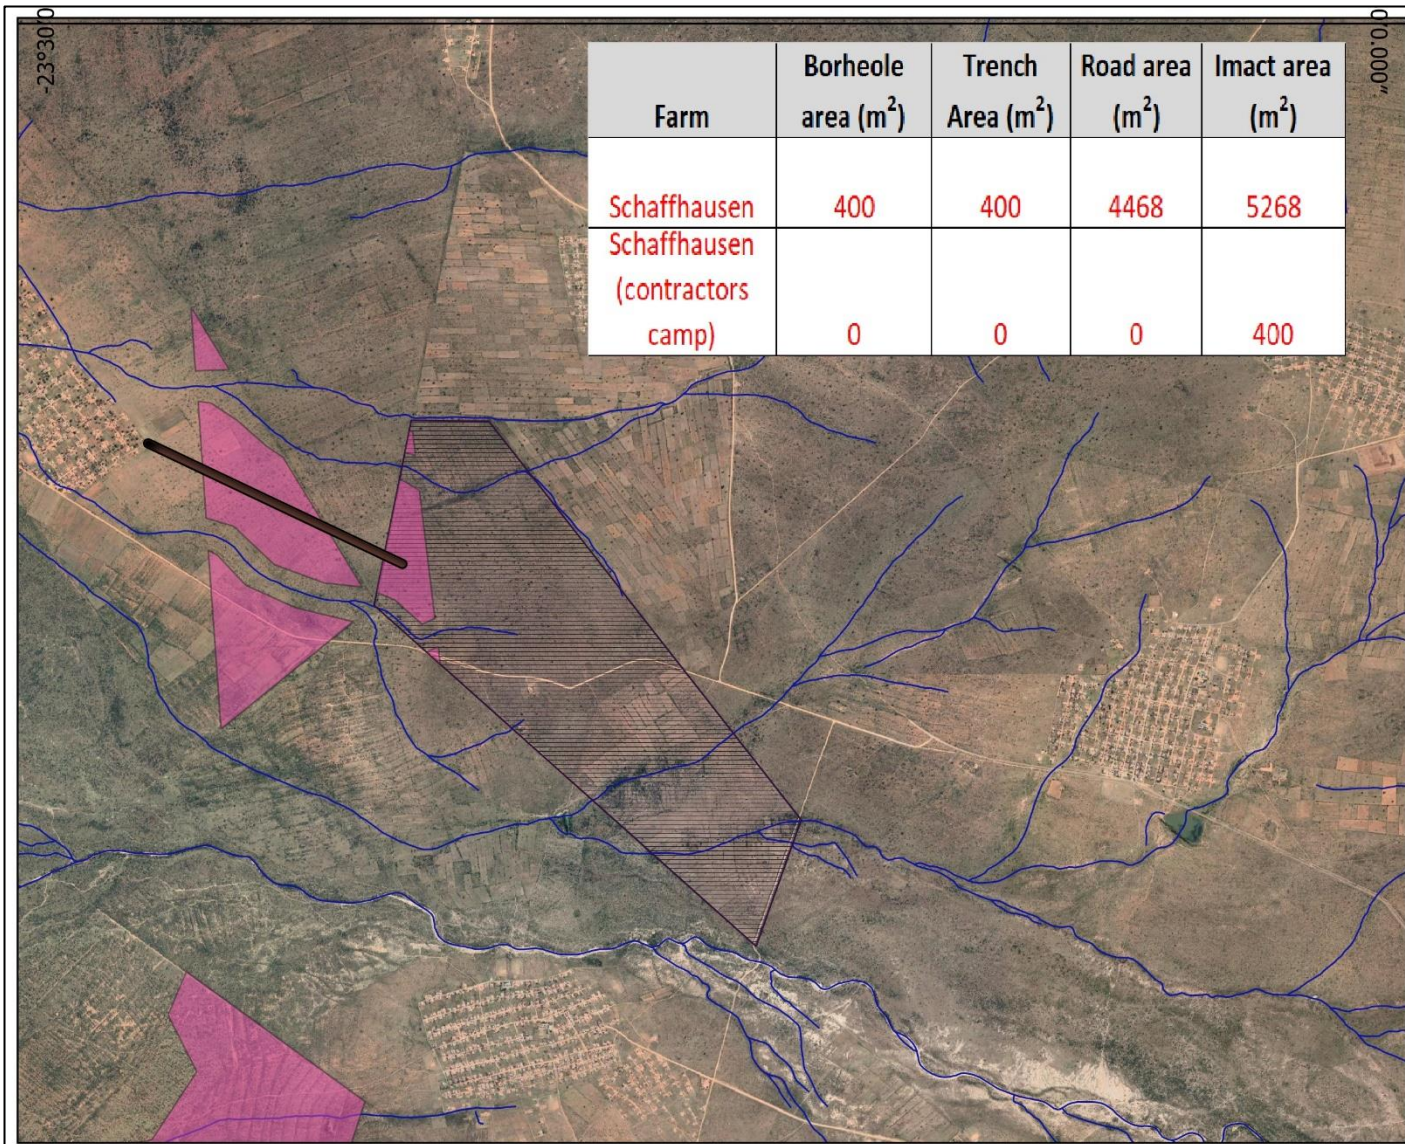 -23°30'0
0'0.000"
Borheole Trench Road area Imact area
Farm area (m²) Area (m²) (m²) (m²)
Schaffhausen 400 400 4468 5268
Schaffhausen
(contractors
camp) 0 0 0 400